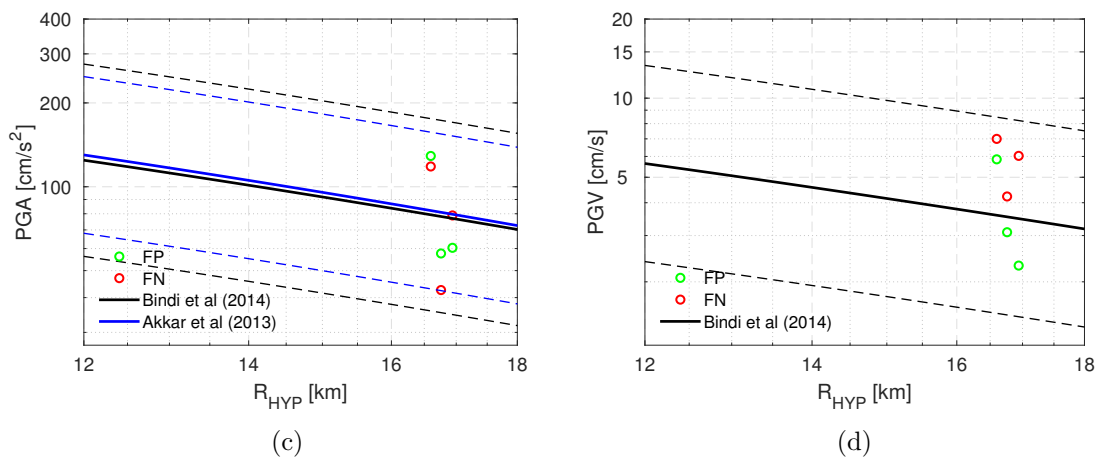 400
300
200
100
PGA [cm/s²]
FP
FN
Bindi et al (2014)
Akkar et al (2013)
12
14
16
18
R_HYP [km]
(c)
20
15
10
5
PGV [cm/s]
FP
FN
Bindi et al (2014)
12
14
16
18
R_HYP [km]
(d)